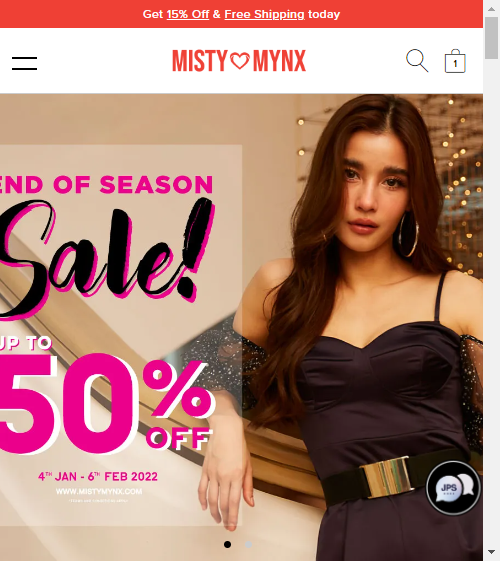 Get 15% Off & Free Shipping today
MISTY MYNX
1
END OF SEASON
Sale!
UP TO
50%
OFF
4TH JAN - 6TH FEB 2022
WWW.MISTYMYNX.COM
JPS